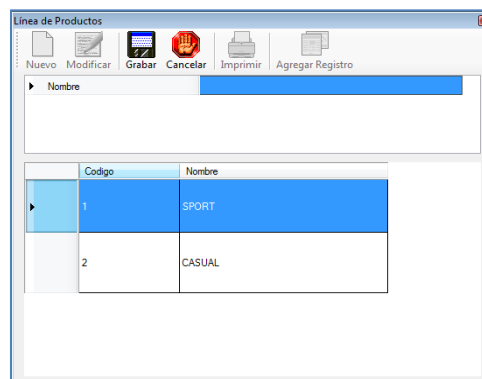 Línea de Productos
Nuevo Modificar Grabar Cancelar Imprimir Agregar Registro
Nombre
Codigo Nombre
1 SPORT
2 CASUAL